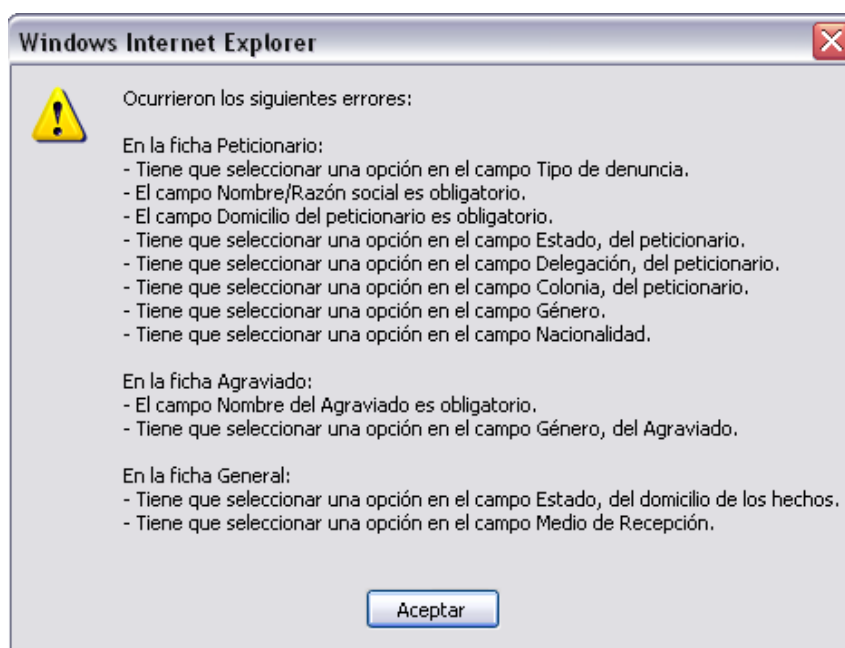 Windows Internet Explorer
Ocurrieron los siguientes errores:
En la ficha Peticionario:
- Tiene que seleccionar una opción en el campo Tipo de denuncia.
- El campo Nombre/Razón social es obligatorio.
- El campo Domicilio del peticionario es obligatorio.
- Tiene que seleccionar una opción en el campo Estado, del peticionario.
- Tiene que seleccionar una opción en el campo Delegación, del peticionario.
- Tiene que seleccionar una opción en el campo Colonia, del peticionario.
- Tiene que seleccionar una opción en el campo Género.
- Tiene que seleccionar una opción en el campo Nacionalidad.
En la ficha Agraviado:
- El campo Nombre del Agraviado es obligatorio.
- Tiene que seleccionar una opción en el campo Género, del Agraviado.
En la ficha General:
- Tiene que seleccionar una opción en el campo Estado, del domicilio de los hechos.
- Tiene que seleccionar una opción en el campo Medio de Recepción.
Aceptar